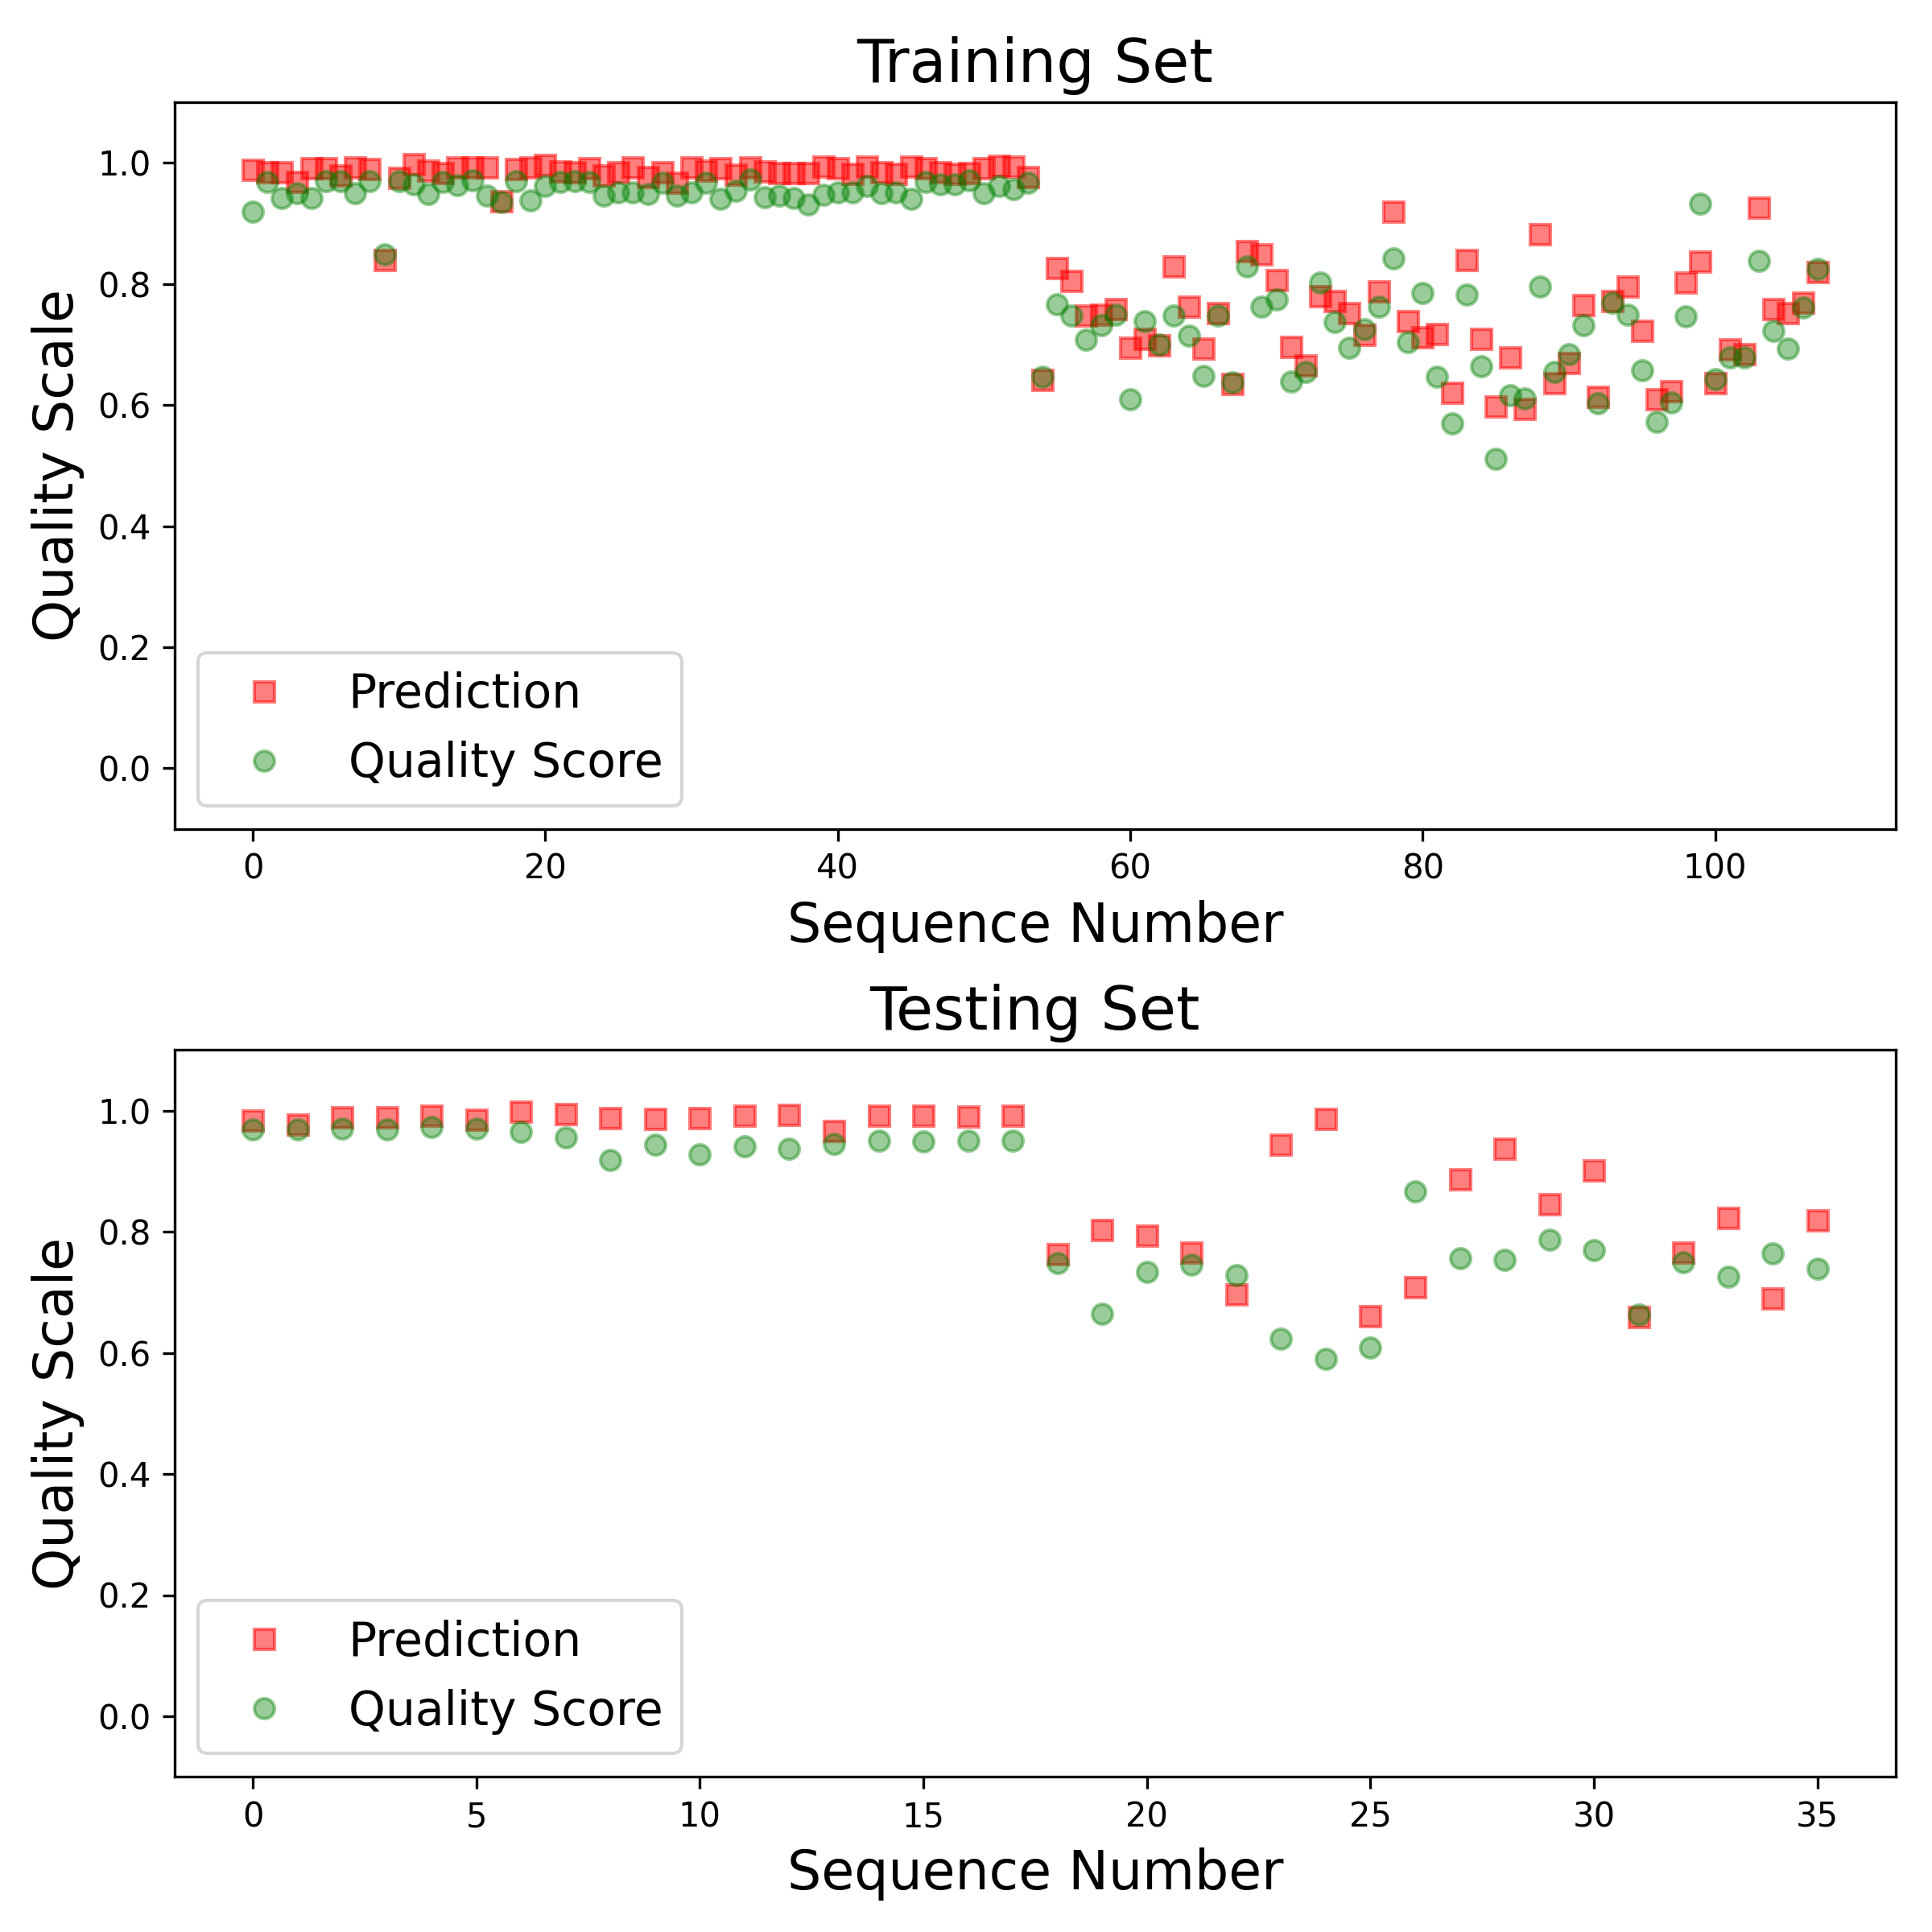 Training Set
Quality Scale
1.0
0.8
0.6
0.4
0.2
0.0
Prediction
Quality Score
0 20 40 60 80 100
Sequence Number
Testing Set
Quality Scale
1.0
0.8
0.6
0.4
0.2
0.0
Prediction
Quality Score
0 5 10 15 20 25 30 35
Sequence Number